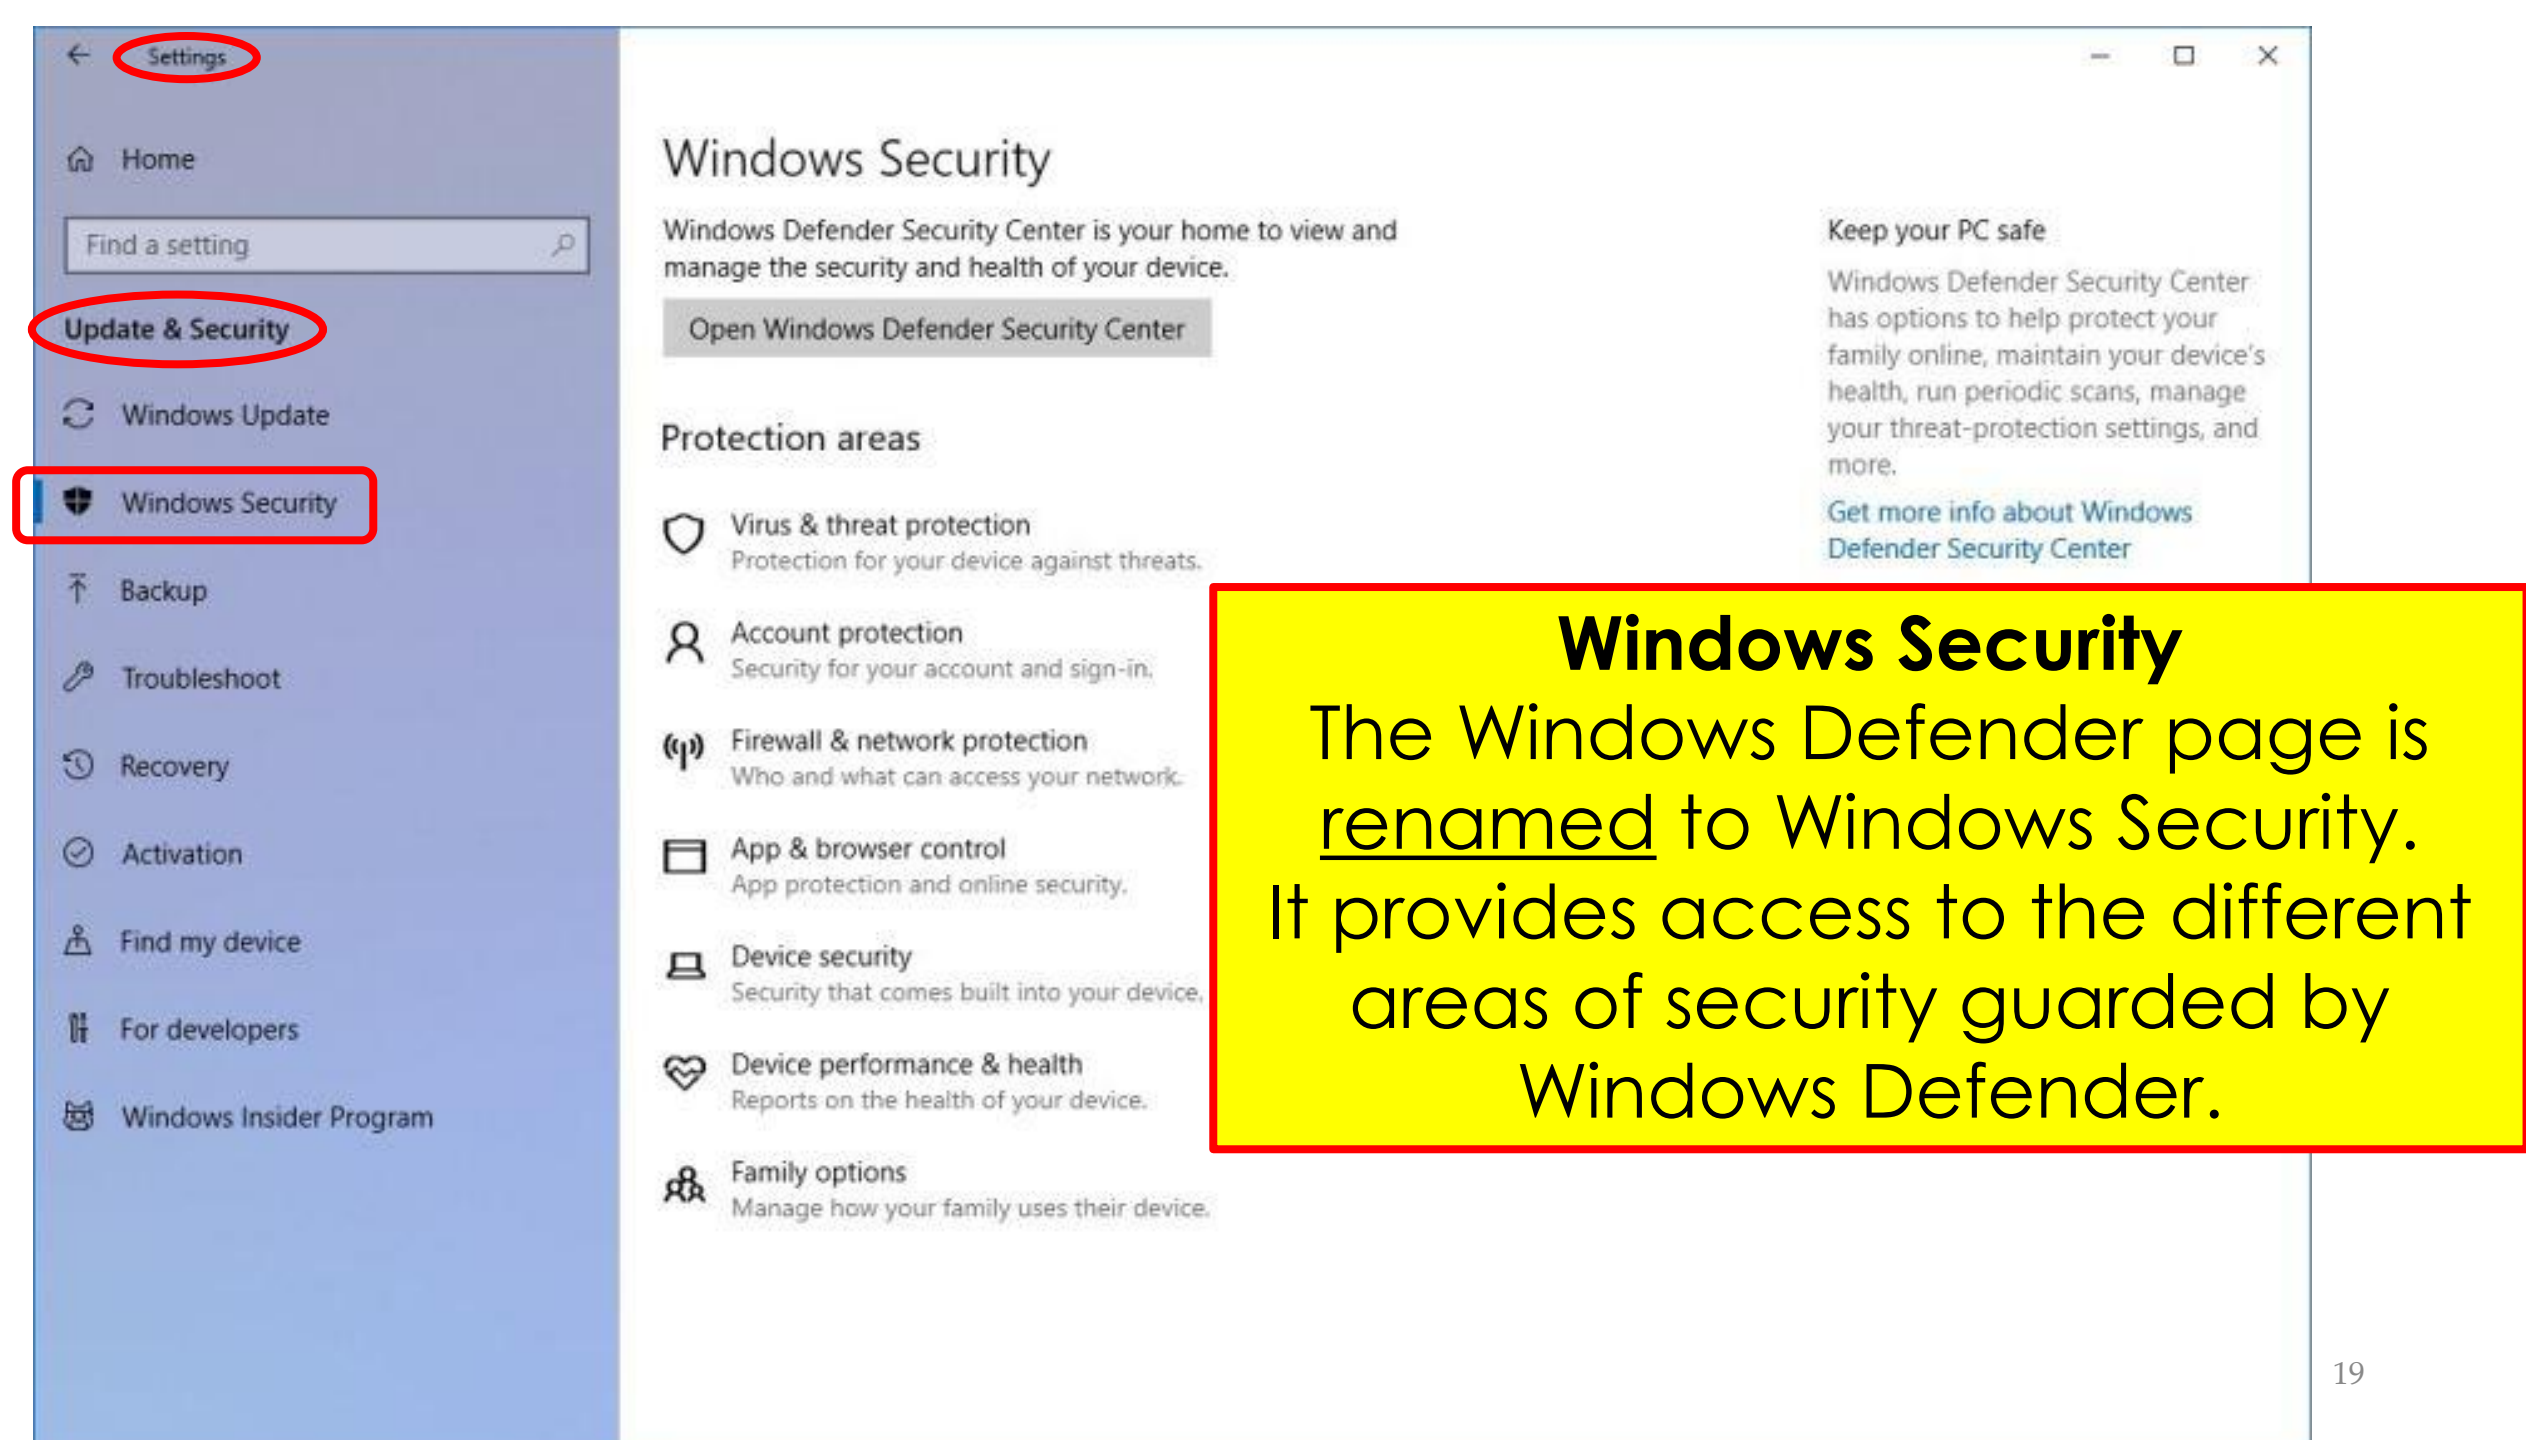 Settings
Home
Find a setting
Update & Security
Windows Update
Windows Security
Backup
Troubleshoot
Recovery
Activation
Find my device
For developers
Windows Insider Program
Windows Security
Windows Defender Security Center is your home to view and
manage the security and health of your device.
Open Windows Defender Security Center
Protection areas
Virus & threat protection
Protection for your device against threats.
Account protection
Security for your account and sign-in.
Firewall & network protection
Who and what can access your network.
App & browser control
App protection and online security.
Device security
Security that comes built into your device.
Device performance & health
Reports on the health of your device.
Family options
Manage how your family uses their device.
Keep your PC safe
Windows Defender Security Center
has options to help protect your
family online, maintain your device's
health, run periodic scans, manage
your threat-protection settings, and
more.
Get more info about Windows
Defender Security Center
Windows Security
The Windows Defender page is
renamed to Windows Security.
It provides access to the different
areas of security guarded by
Windows Defender.
19